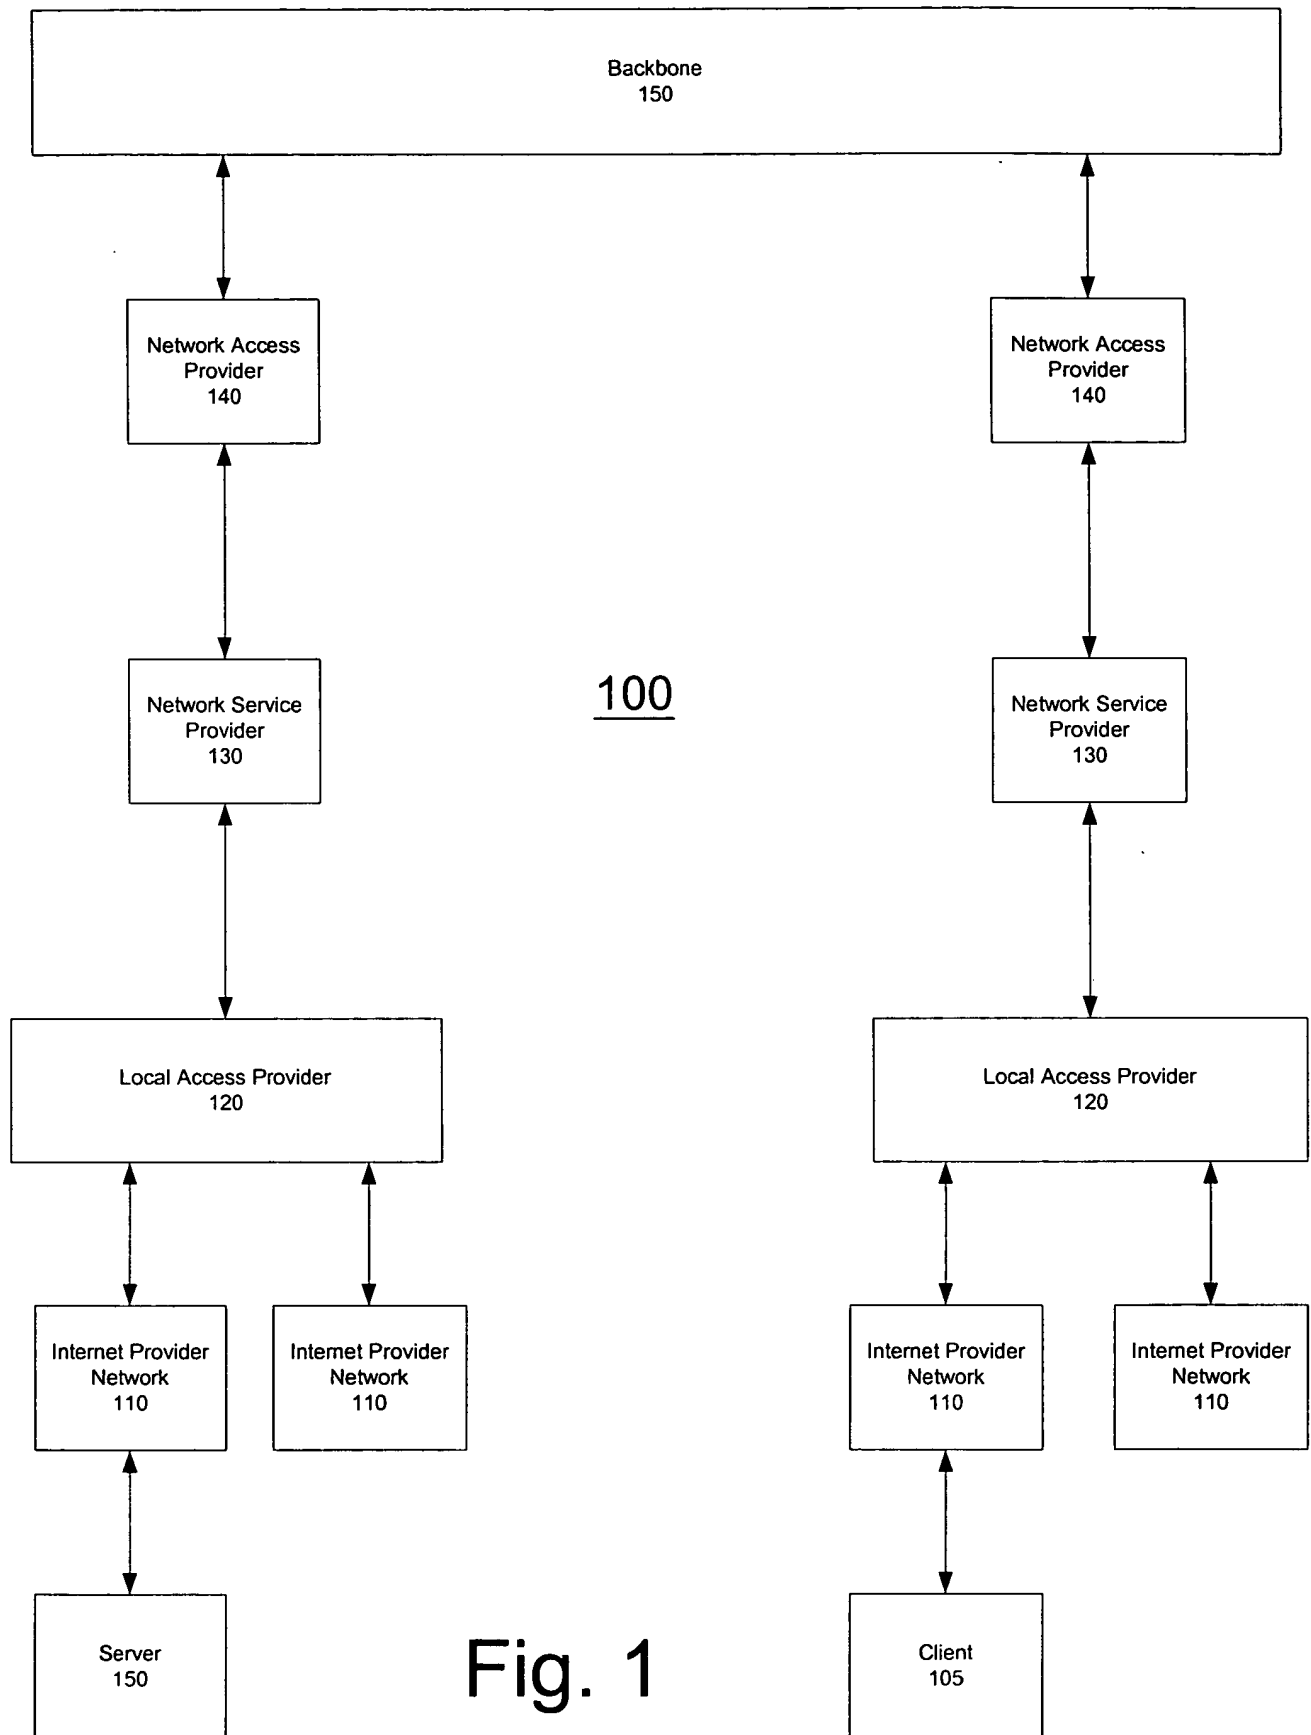 Backbone
150
Network Access
Provider
140
Network Access
Provider
140
Network Service
Provider
130
100
Network Service
Provider
130
Local Access Provider
120
Local Access Provider
120
Internet Provider
Network
110
Internet Provider
Network
110
Internet Provider
Network
110
Internet Provider
Network
110
Server
150
Fig. 1
Client
105